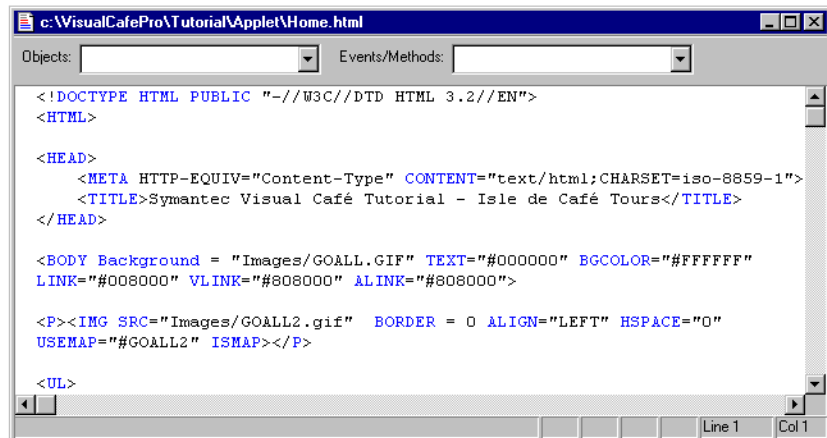 c:\VisualCafePro\Tutorial\Applet\Home.html
Objects: Events/Methods:
<!DOCTYPE HTML PUBLIC "-//W3C//DTD HTML 3.2//EN">
<HTML>
<HEAD>
<META HTTP-EQUIV="Content-Type" CONTENT="text/html;CHARSET=iso-8859-1">
<TITLE>Symantec Visual Café Tutorial - Isle de Café Tours</TITLE>
</HEAD>
<BODY Background = "Images/GOALL.GIF" TEXT="#000000" BGCOLOR="#FFFFFF"
LINK="#008000" VLINK="#808000" ALINK="#808000">
<P><IMG SRC="Images/GOALL2.gif"  BORDER = 0 ALIGN="LEFT" HSPACE="0"
USEMAP="#GOALL2" ISMAP></P>
<UL>
Line 1 Col 1